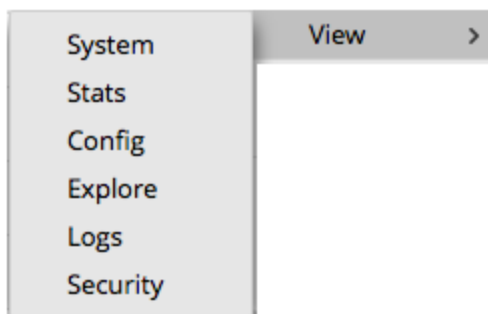 System
View
Stats
Config
Explore
Logs
Security